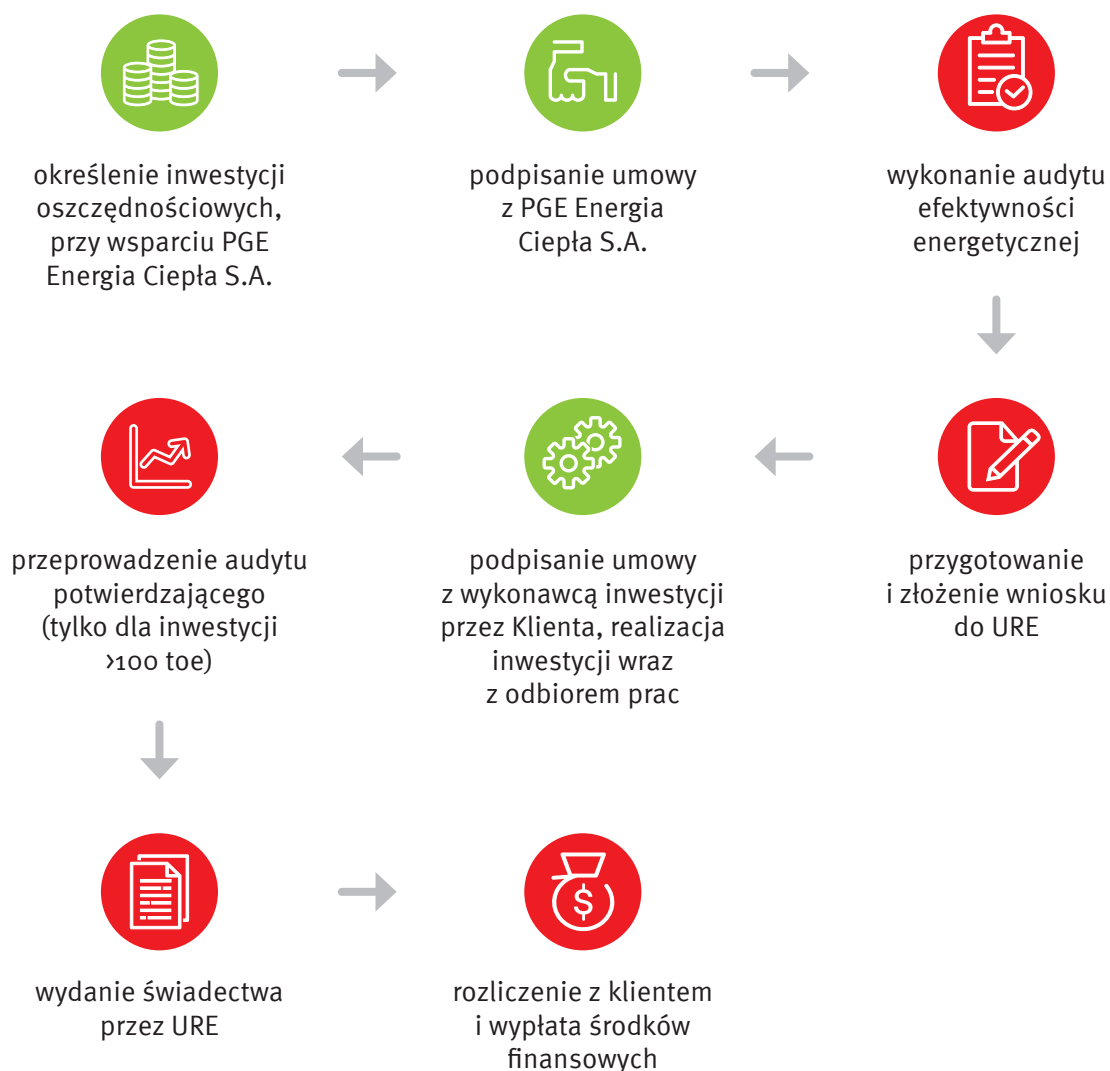 określenie inwestycji
oszczędnościowych,
przy wsparciu PGE
Energia Ciepła S.A.
podpisanie umowy
z PGE Energia
Ciepła S.A.
wykonanie audytu
efektywności
energetycznej
przygotowanie
i złożenie wniosku
do URE
podpisanie umowy
z wykonawcą inwestycji
przez Klienta, realizacja
inwestycji wraz
z odbiorem prac
przeprowadzenie audytu
potwierdzającego
(tylko dla inwestycji
>100 toe)
wydanie świadectwa
przez URE
$
rozliczenie z klientem
i wypłata środków
finansowych